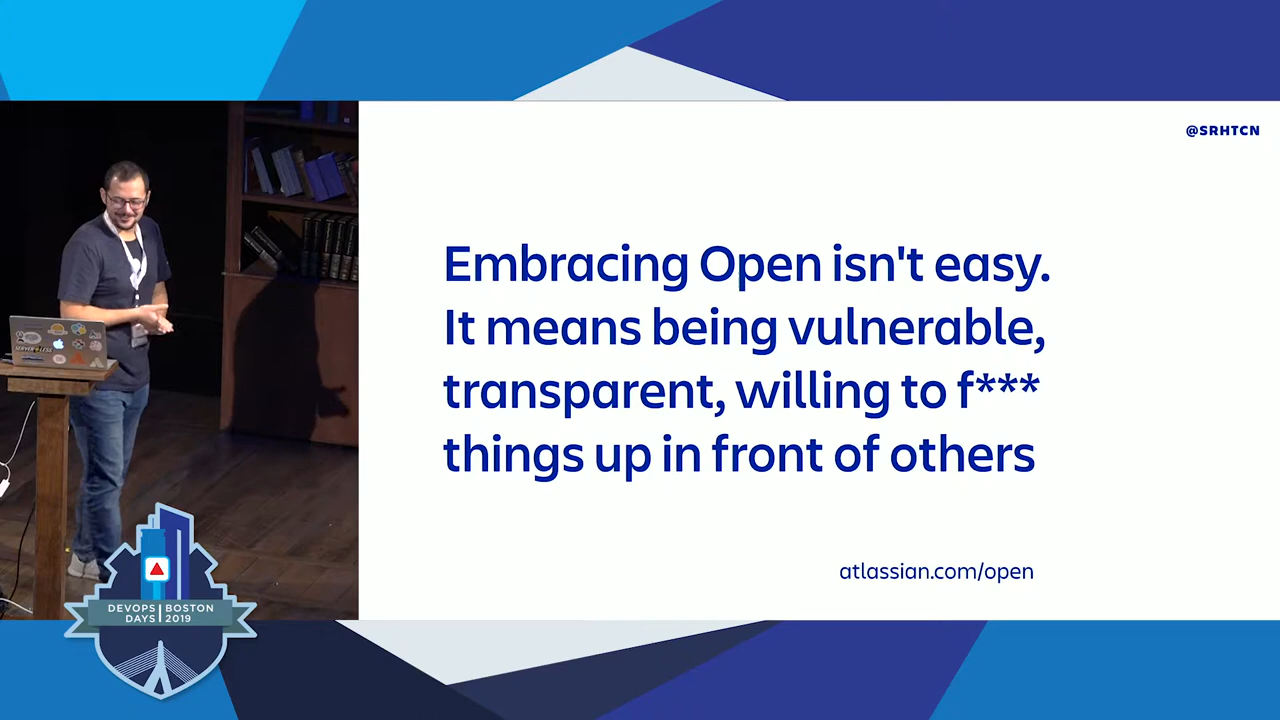 @SRHTCN
Embracing Open isn't easy.
It means being vulnerable,
transparent, willing to f***
things up in front of others
atlassian.com/open
SERVERLESS
DEVOPS BOSTON
DAYS 2019